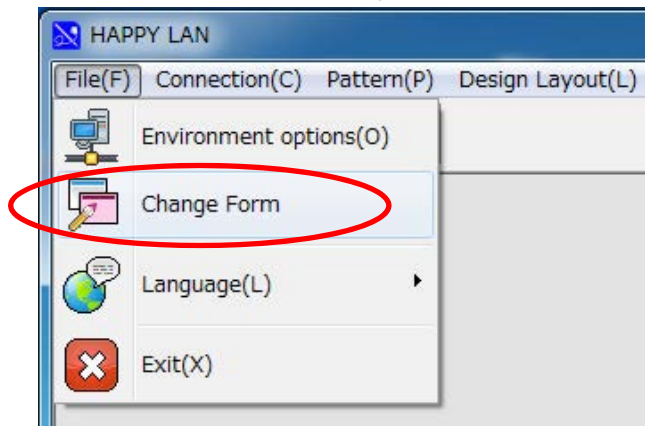 HAPPY LAN
File(F) Connection(C) Pattern(P) Design Layout(L)
Environment options(O)
Change Form
Language(L)
Exit(X)